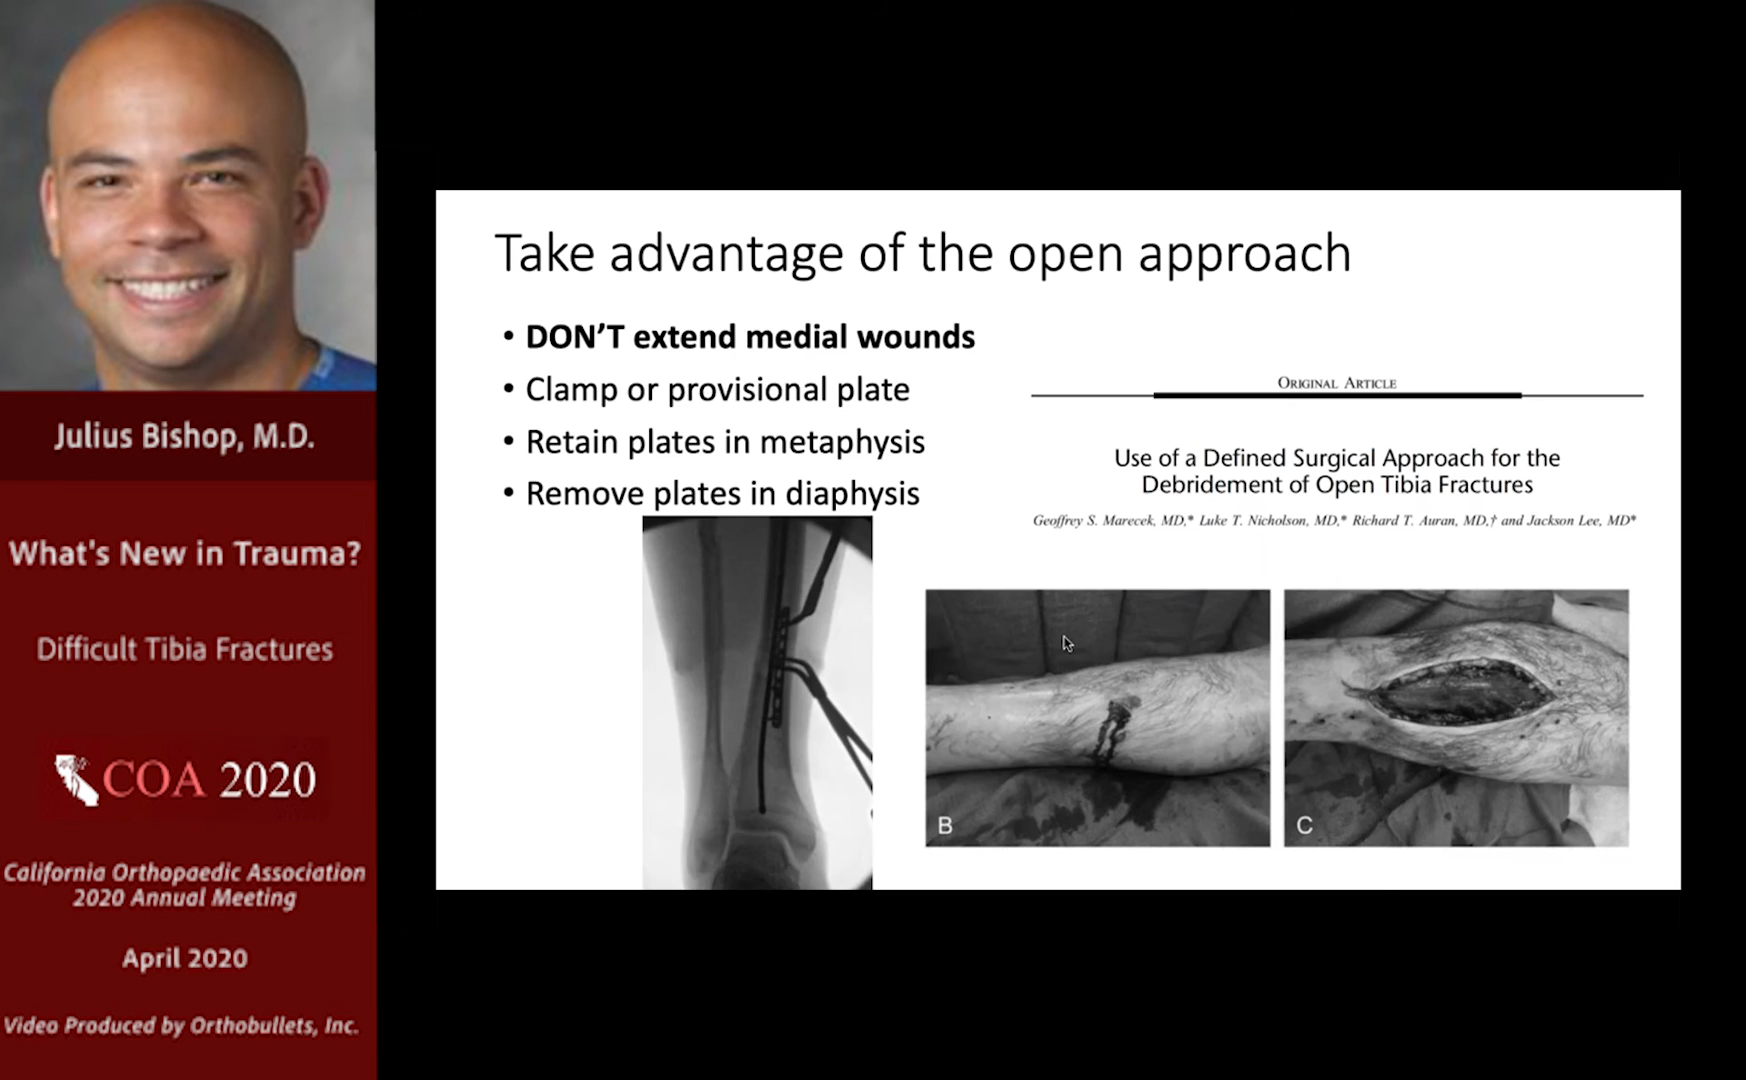 Julius Bishop, M.D.
What's New in Trauma?
Difficult Tibia Fractures
COA 2020
California Orthopaedic Association
2020 Annual Meeting
April 2020
Video Produced by Orthobullets, Inc.
Take advantage of the open approach
• DON'T extend medial wounds
• Clamp or provisional plate
• Retain plates in metaphysis
• Remove plates in diaphysis
ORIGINAL ARTICLE
Use of a Defined Surgical Approach for the
Debridement of Open Tibia Fractures
Geoffrey S. Marecek, MD,* Luke T. Nicholson, MD,* Richard T. Auran, MD,† and Jackson Lee, MD*
B
C